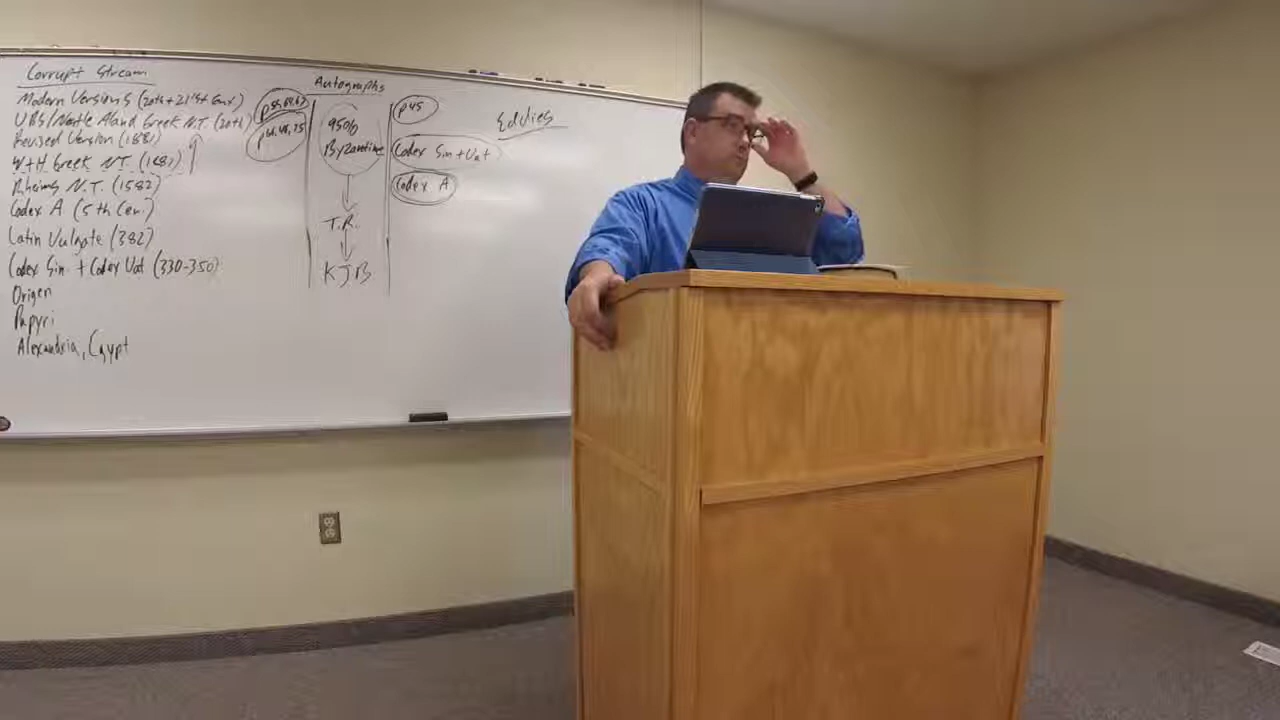 Corrupt Stream
Modern Versions (20th + 21st Cent)
UBS/Nestle Aland Greek N.T. (20th)
Revised Version (1881)
W+H Greek N.T. (1881)
Rheims N.T. (1582)
Codex A (5th Cen.)
Latin Vulgate (382)
Codex Sin. + Codex Vat (330-350)
Origen
Papyri
Alexandria, Egypt
Autographs
95%
Byzantine
T.R.
KJB
P45
Codex Sin + Vat
Codex A
Eddies